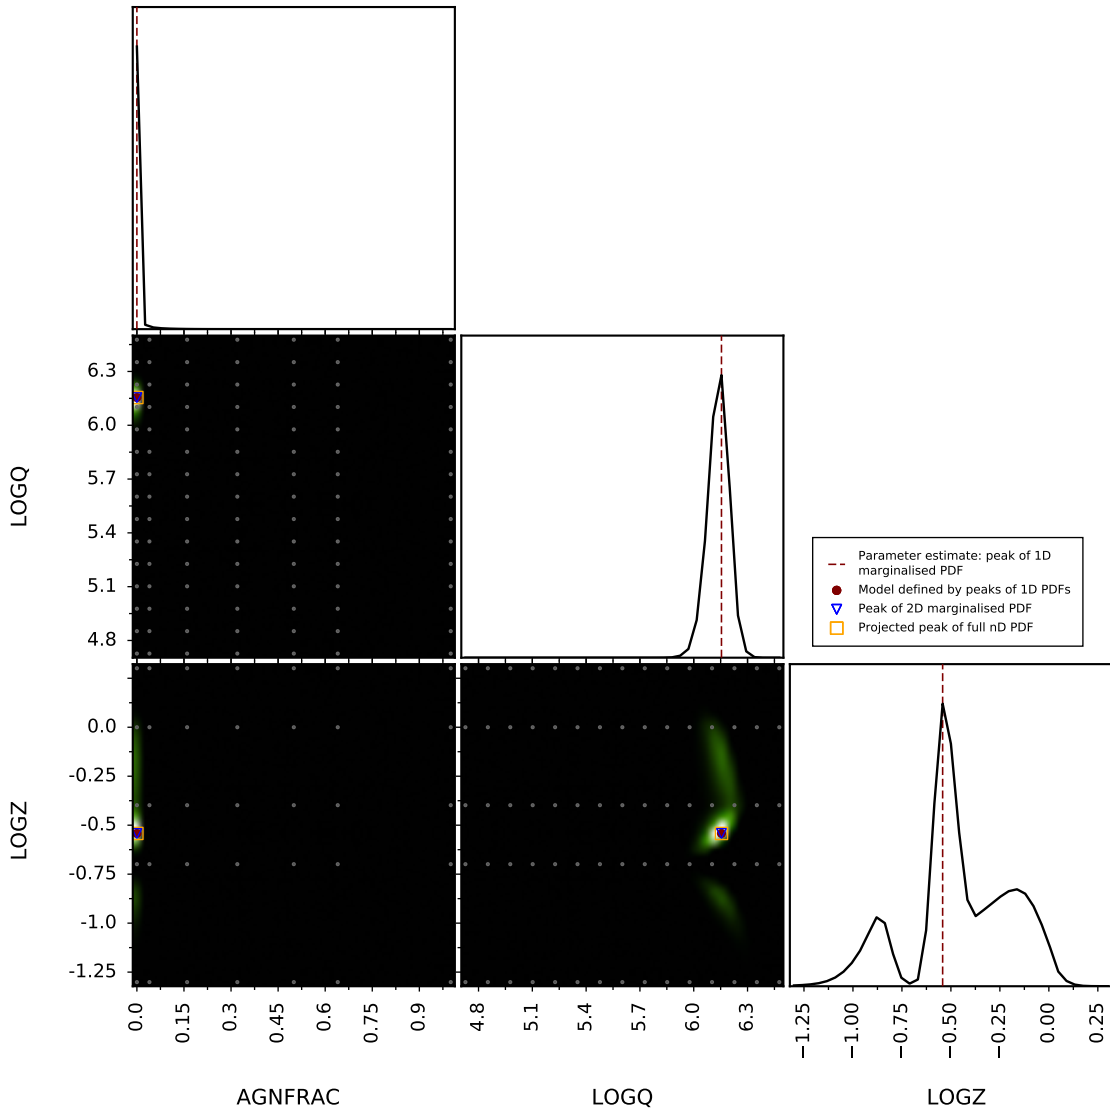 LOGQ
6.3
6.0
5.7
5.4
5.1
4.8
Parameter estimate: peak of 1D
marginalised PDF
Model defined by peaks of 1D PDFs
Peak of 2D marginalised PDF
Projected peak of full nD PDF
LOGZ
0.0
-0.25
-0.5
-0.75
-1.0
-1.25
0.0 0.15 0.3 0.45 0.6 0.75 0.9
4.8 5.1 5.4 5.7 6.0 6.3
−1.25 −1.00 −0.75 −0.50 −0.25 0.00 0.25
AGNFRAC LOGQ LOGZ